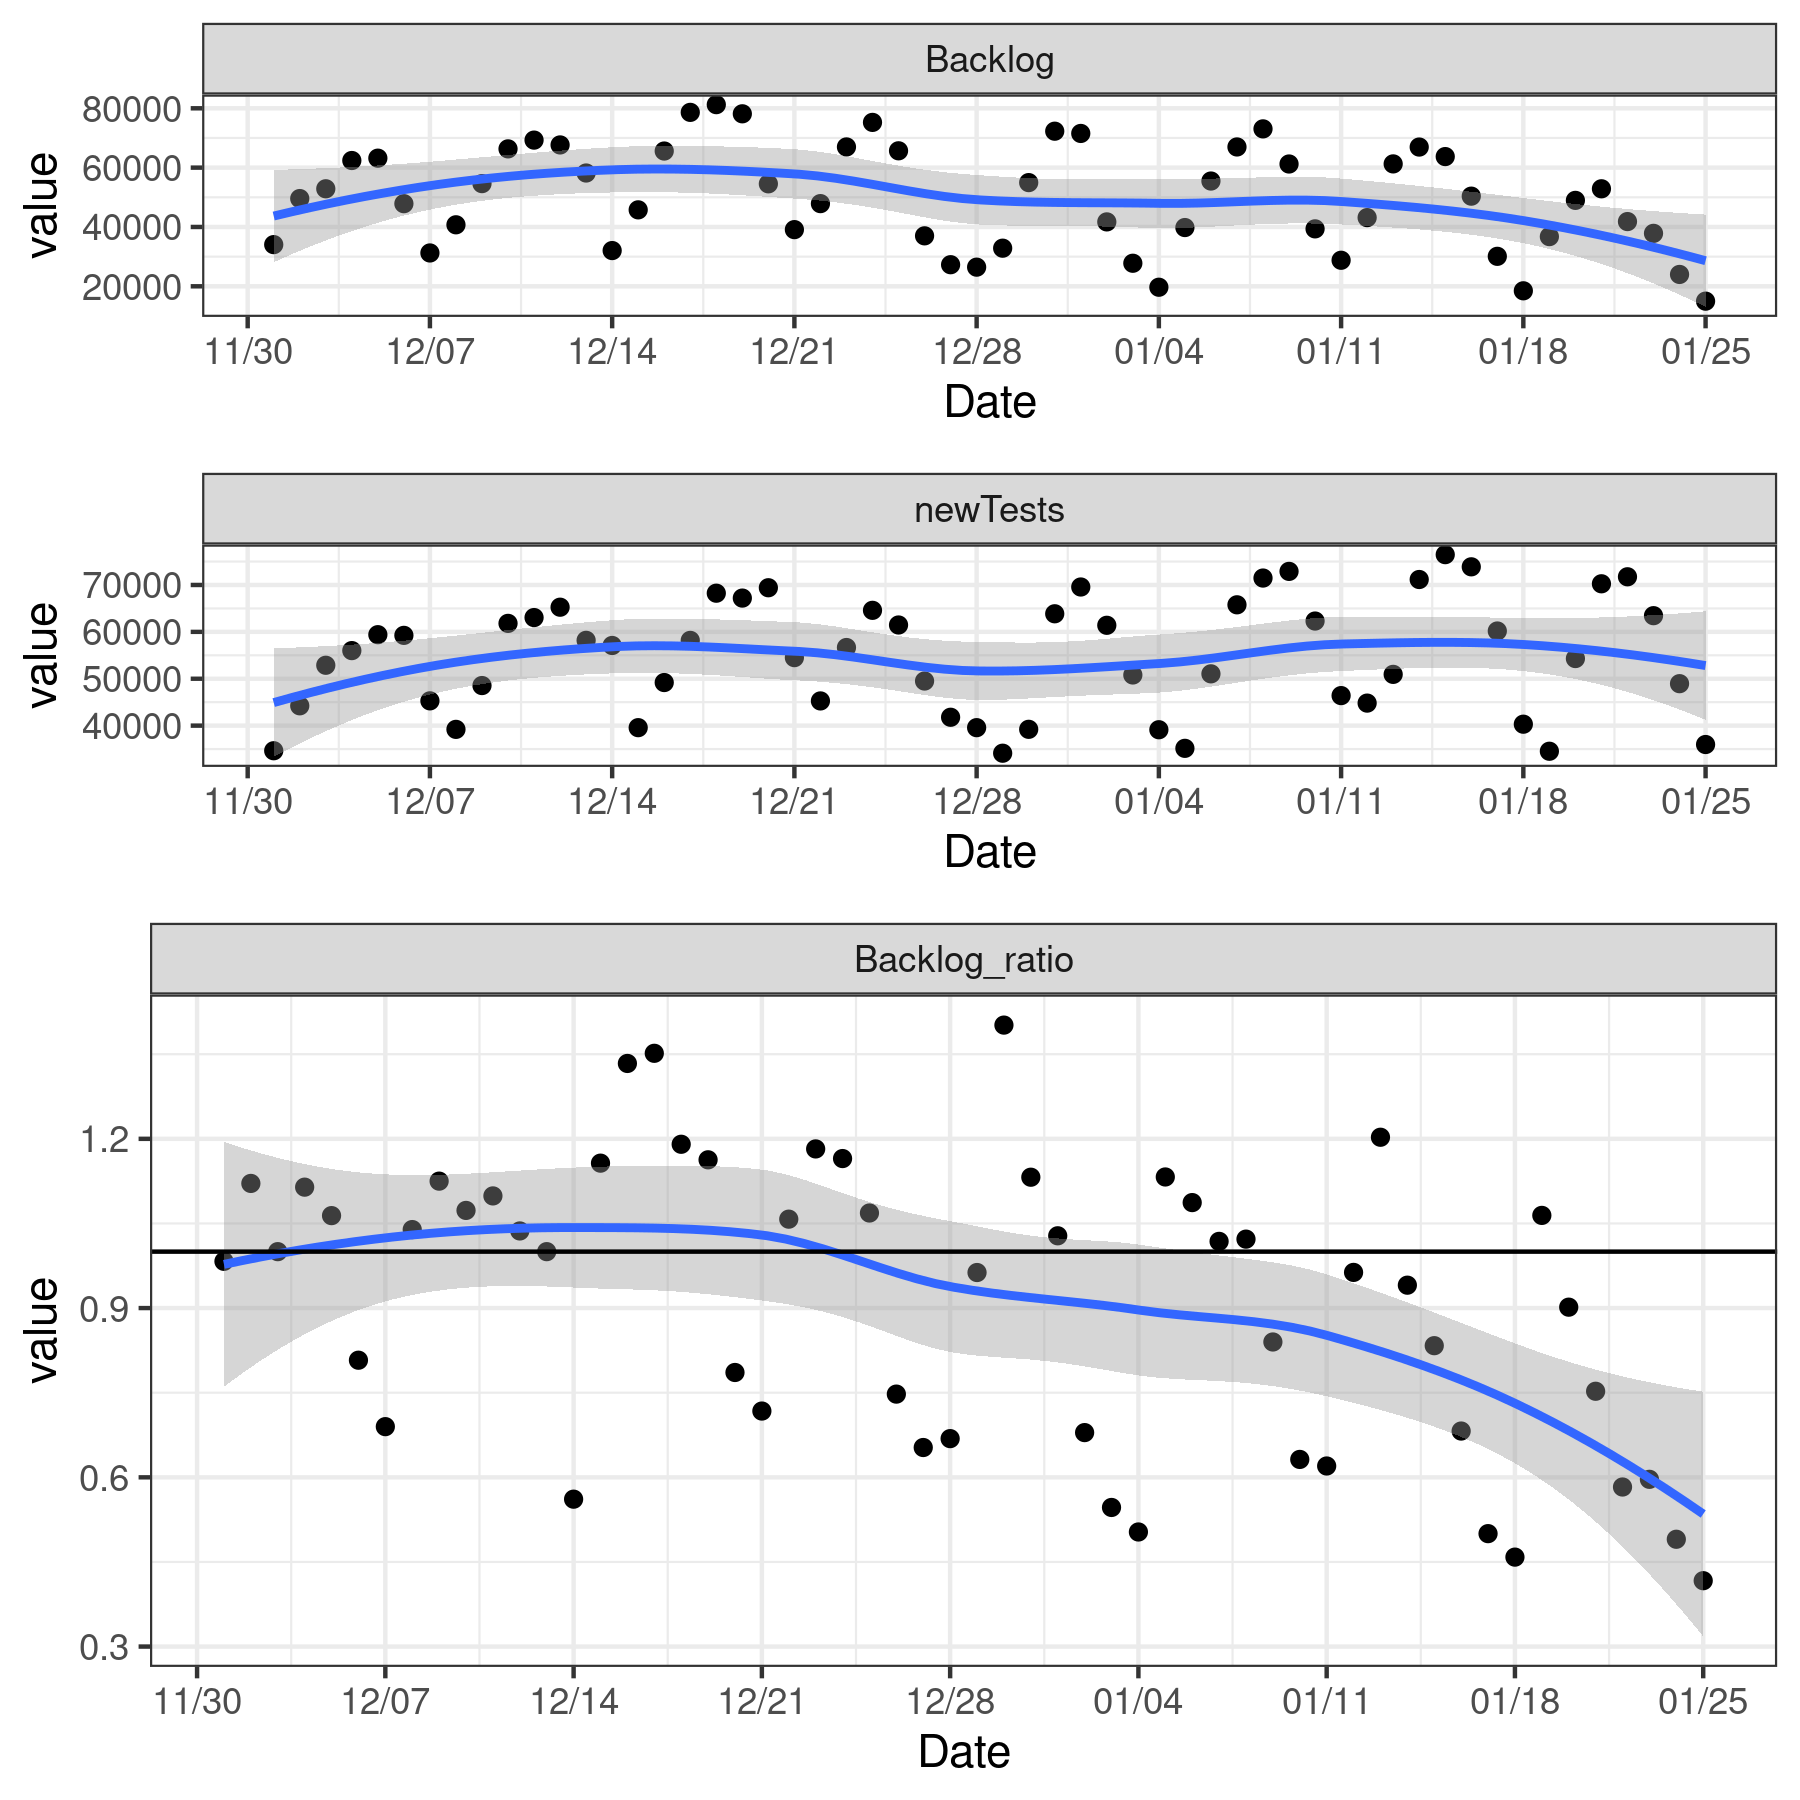 Backlog
80000
60000
40000
20000
value
11/30 12/07 12/14 12/21 12/28 01/04 01/11 01/18 01/25
Date
newTests
70000
60000
50000
40000
value
11/30 12/07 12/14 12/21 12/28 01/04 01/11 01/18 01/25
Date
Backlog_ratio
1.2
0.9
0.6
0.3
value
11/30 12/07 12/14 12/21 12/28 01/04 01/11 01/18 01/25
Date